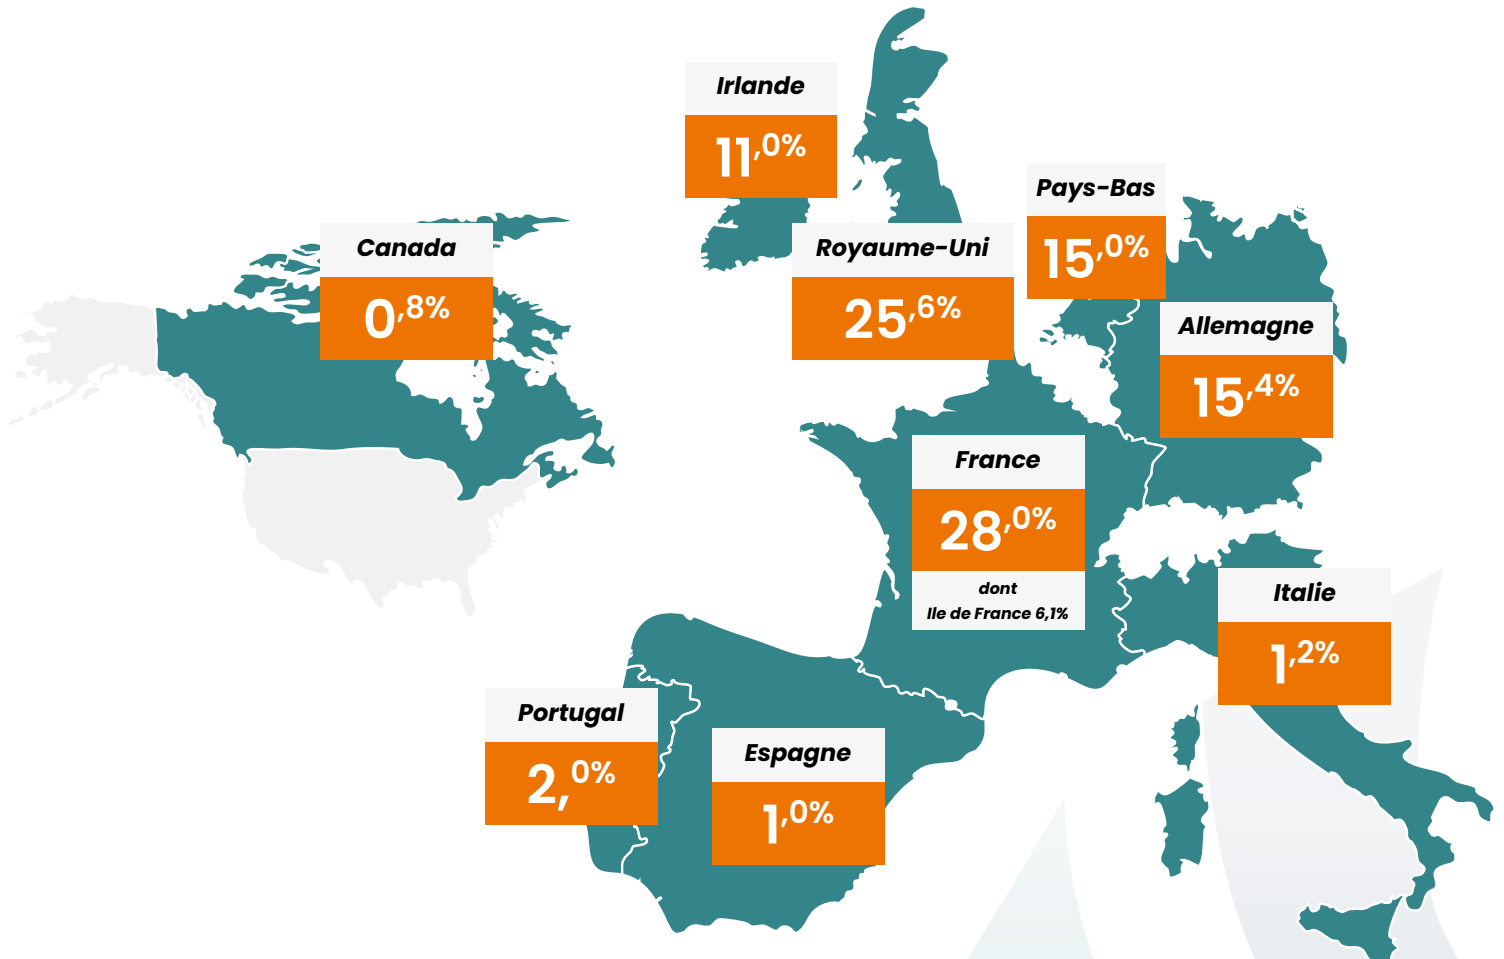 Irlande
11,0%
Pays-Bas
15,0%
Canada
0,8%
Royaume-Uni
25,6%
Allemagne
15,4%
France
28,0%
dont
Ile de France 6,1%
Italie
1,2%
Portugal
2,0%
Espagne
1,0%